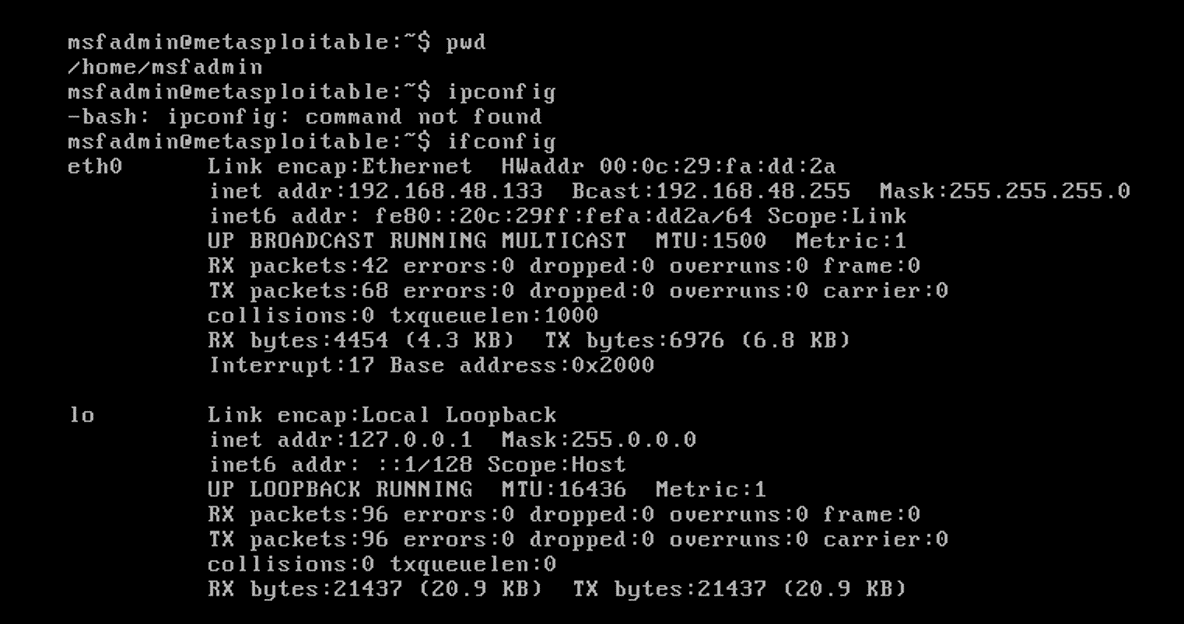 msfadmin@metasploitable:~$ pwd
/home/msfadmin
msfadmin@metasploitable:~$ ipconfig
-bash: ipconfig: command not found
msfadmin@metasploitable:~$ ifconfig
eth0      Link encap:Ethernet  HWaddr 00:0c:29:fa:dd:2a
          inet addr:192.168.48.133  Bcast:192.168.48.255  Mask:255.255.255.0
          inet6 addr: fe80::20c:29ff:fefa:dd2a/64 Scope:Link
          UP BROADCAST RUNNING MULTICAST  MTU:1500  Metric:1
          RX packets:42 errors:0 dropped:0 overruns:0 frame:0
          TX packets:68 errors:0 dropped:0 overruns:0 carrier:0
          collisions:0 txqueuelen:1000
          RX bytes:4454 (4.3 KB)  TX bytes:6976 (6.8 KB)
          Interrupt:17 Base address:0x2000

lo        Link encap:Local Loopback
          inet addr:127.0.0.1  Mask:255.0.0.0
          inet6 addr: ::1/128 Scope:Host
          UP LOOPBACK RUNNING  MTU:16436  Metric:1
          RX packets:96 errors:0 dropped:0 overruns:0 frame:0
          TX packets:96 errors:0 dropped:0 overruns:0 carrier:0
          collisions:0 txqueuelen:0
          RX bytes:21437 (20.9 KB)  TX bytes:21437 (20.9 KB)